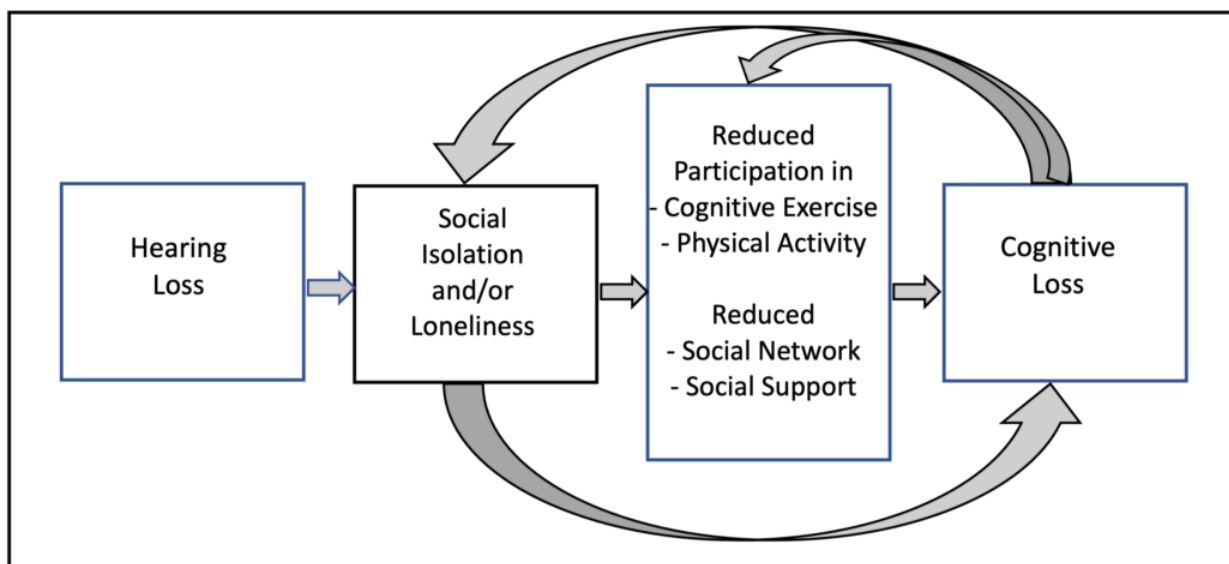 Hearing
Loss
Social
Isolation
and/or
Loneliness
Reduced
Participation in
- Cognitive Exercise
- Physical Activity
Reduced
- Social Network
- Social Support
Cognitive
Loss